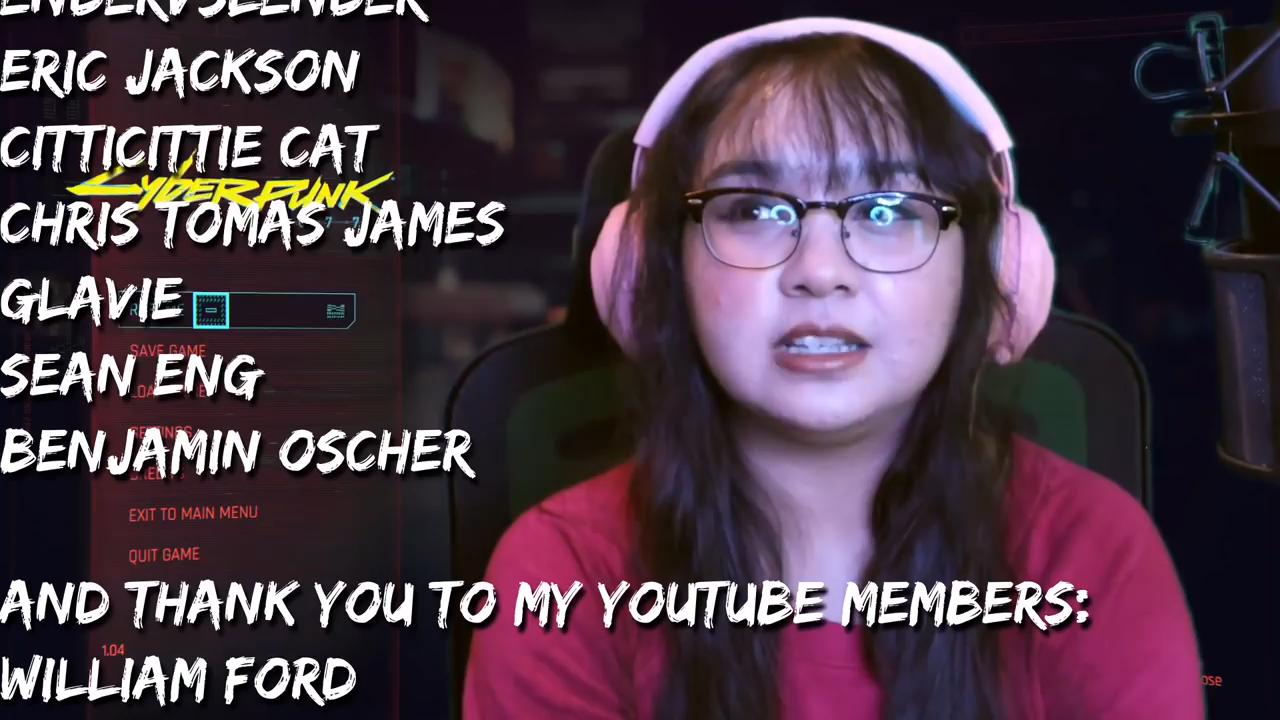 ERIC JACKSON
CITTICITTIE CAT
CYBERPUNK
CHRIS TOMAS JAMES
GLAVIE
SAVE GAME
SEAN ENG
SETTINGS
BENJAMIN OSCHER
EXIT TO MAIN MENU
QUIT GAME
AND THANK YOU TO MY YOUTUBE MEMBERS:
1.04
WILLIAM FORD